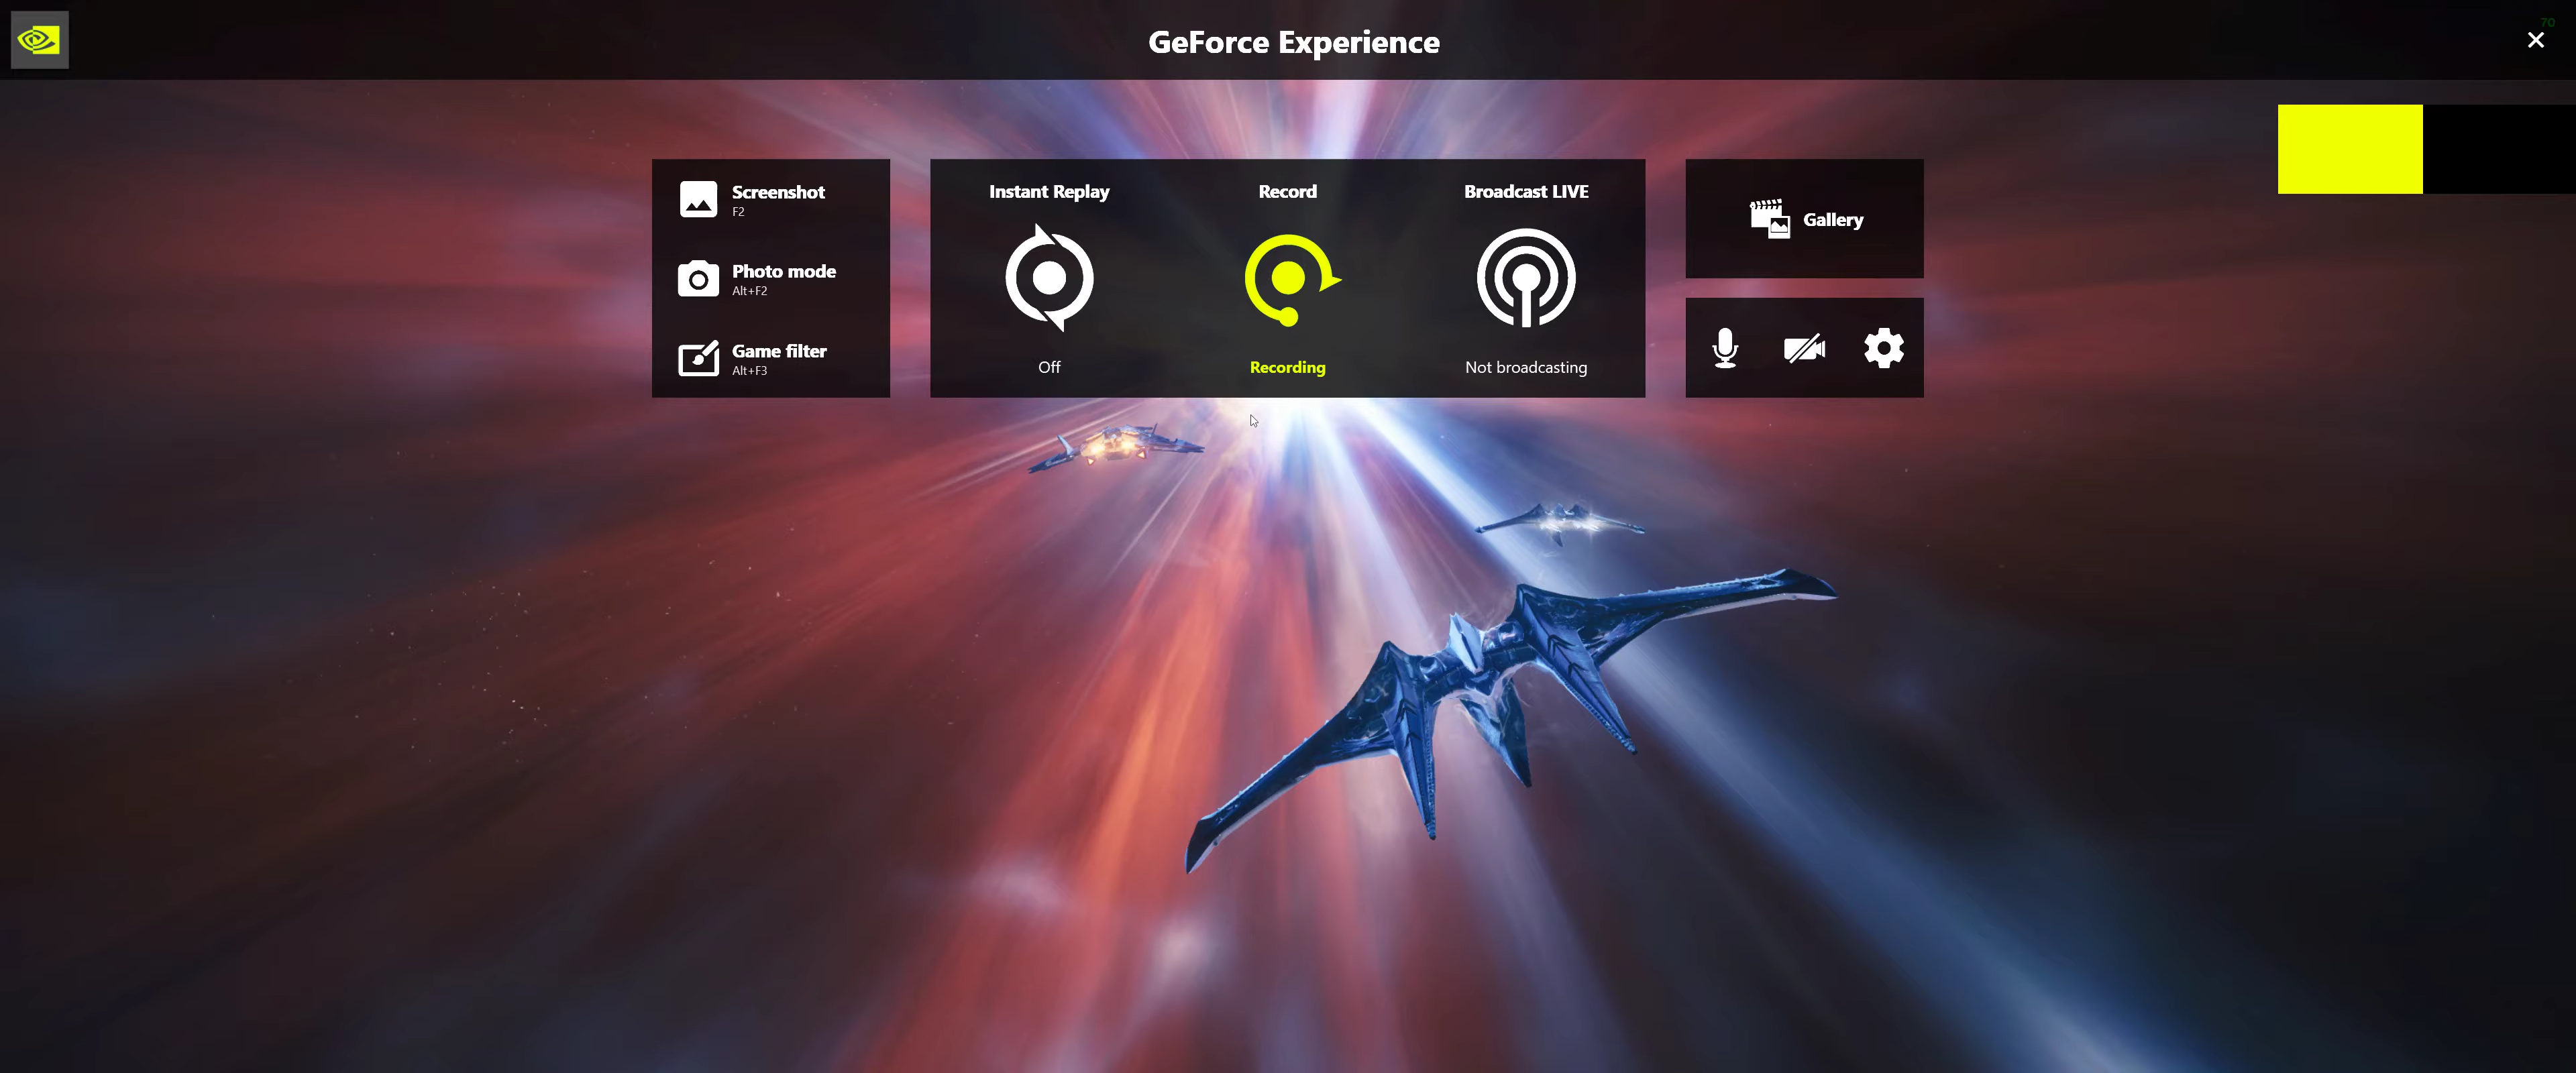 GeForce Experience
70
Screenshot
F2
Photo mode
Alt+F2
Game filter
Alt+F3
Instant Replay
Off
Record
Recording
Broadcast LIVE
Not broadcasting
Gallery